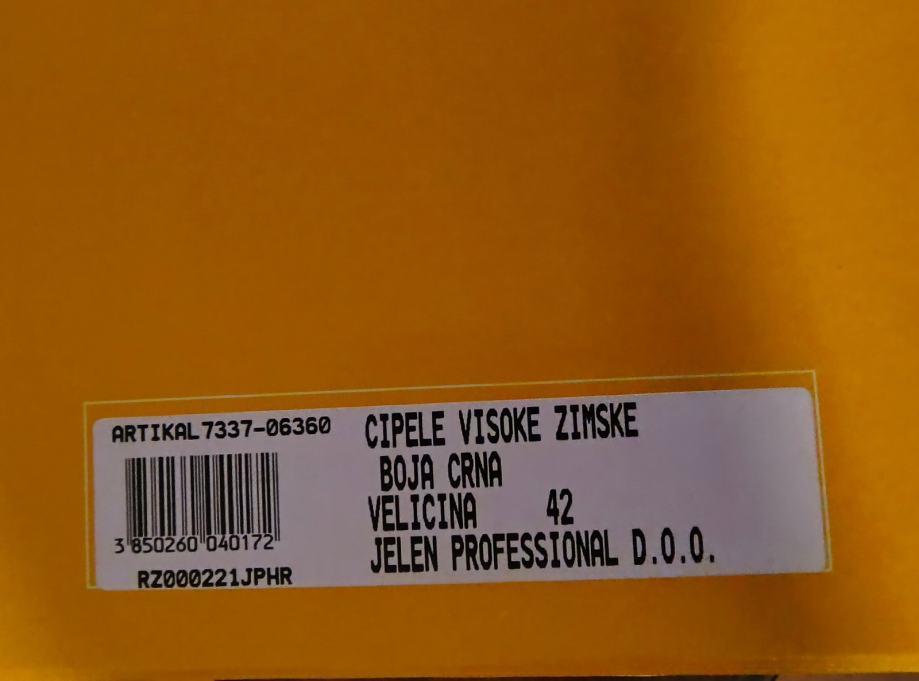 ARTIKAL7337-06360
3 850260 040172
RZ000221JPHR
CIPELE VISOKE ZIMSKE
BOJA CRNA
VELICINA 42
JELEN PROFESSIONAL D.O.O.